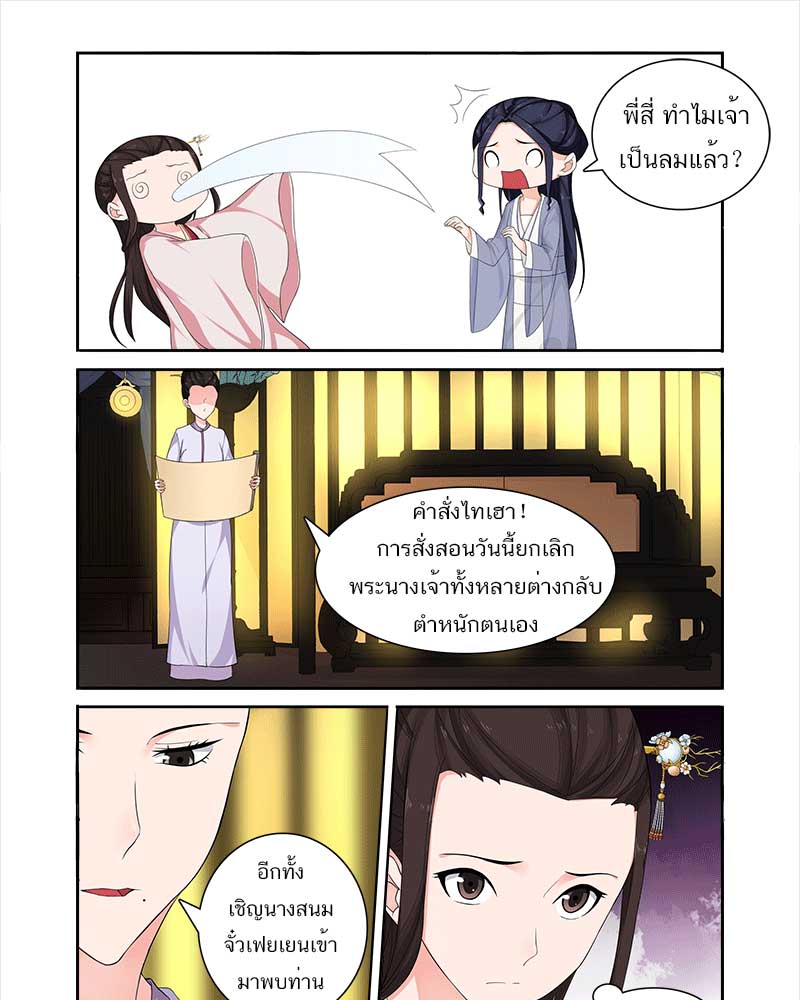 พี่สี่ ทำไมเจ้า
เป็นลมแล้ว?
คำสั่งไทเฮา!
การสั่งสอนวันนี้ยกเลิก
พระนางเจ้าทั้งหลายต่างกลับ
ตำหนักตนเอง
อีกทั้ง
เชิญนางสนม
จั๋วเฟยเยนเข้า
มาพบท่าน